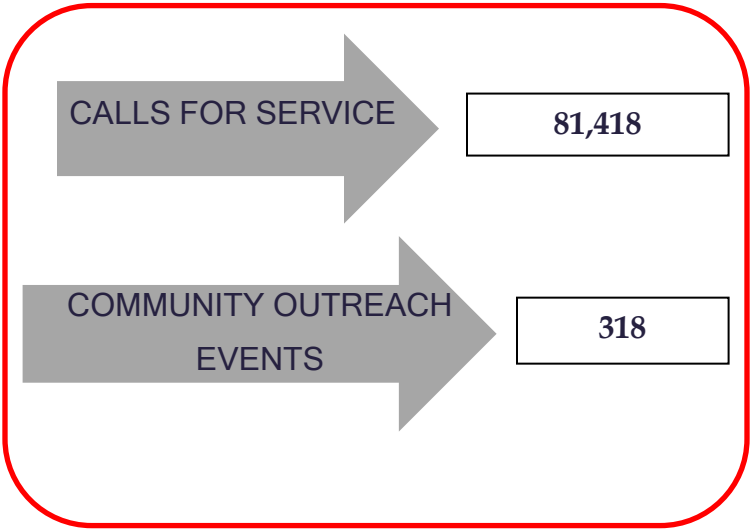 CALLS FOR SERVICE
81,418
COMMUNITY OUTREACH
EVENTS
318